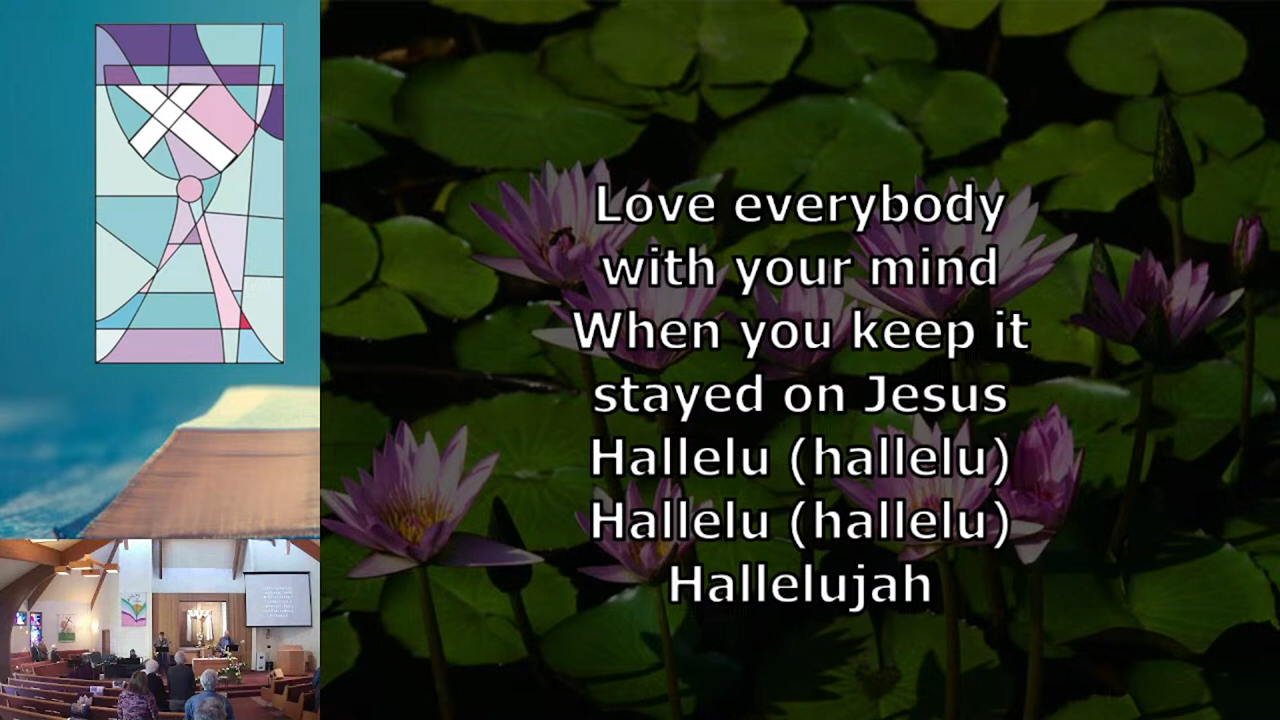 Love everybody
with your mind
When you keep it
stayed on Jesus
Hallelu (hallelu)
Hallelu (hallelu)
Hallelujah